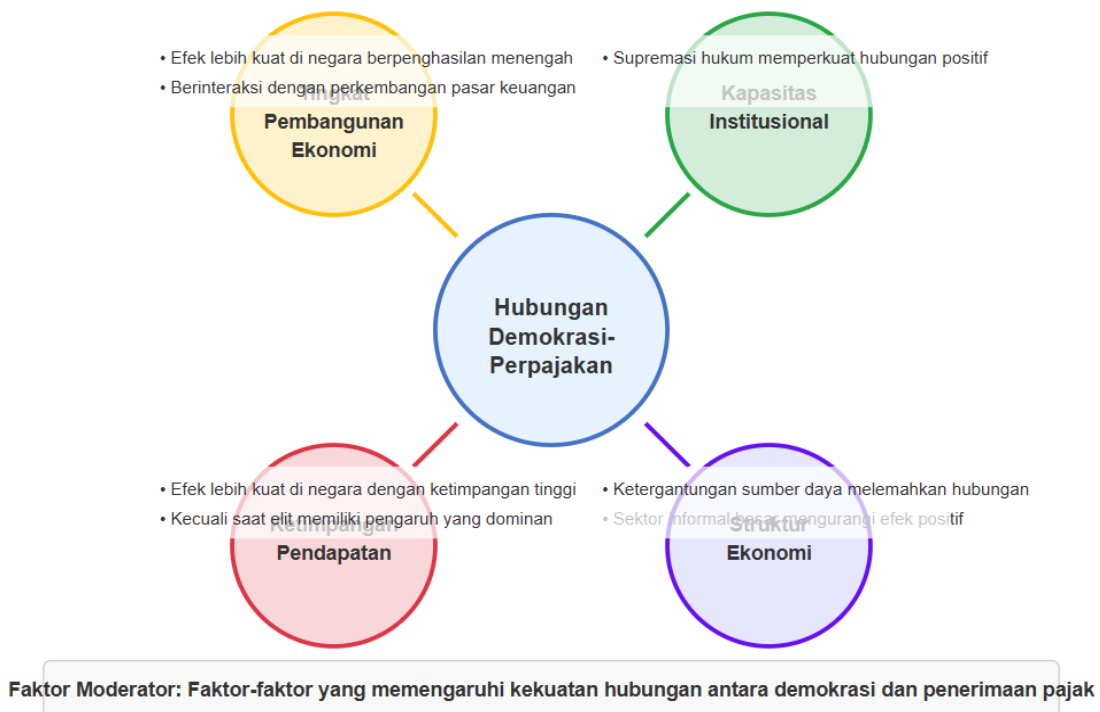 • Efek lebih kuat di negara berpenghasilan menengah
• Berinteraksi dengan perkembangan pasar keuangan
Tingkat
Pembangunan
Ekonomi
• Supremasi hukum memperkuat hubungan positif
Kapasitas
Institusional
Hubungan
Demokrasi-
Perpajakan
• Efek lebih kuat di negara dengan ketimpangan tinggi
• Kecuali saat elit memiliki pengaruh yang dominan
Ketimpangan
Pendapatan
• Ketergantungan sumber daya melemahkan hubungan
• Sektor informal besar mengurangi efek positif
Struktur
Ekonomi
Faktor Moderator: Faktor-faktor yang memengaruhi kekuatan hubungan antara demokrasi dan penerimaan pajak